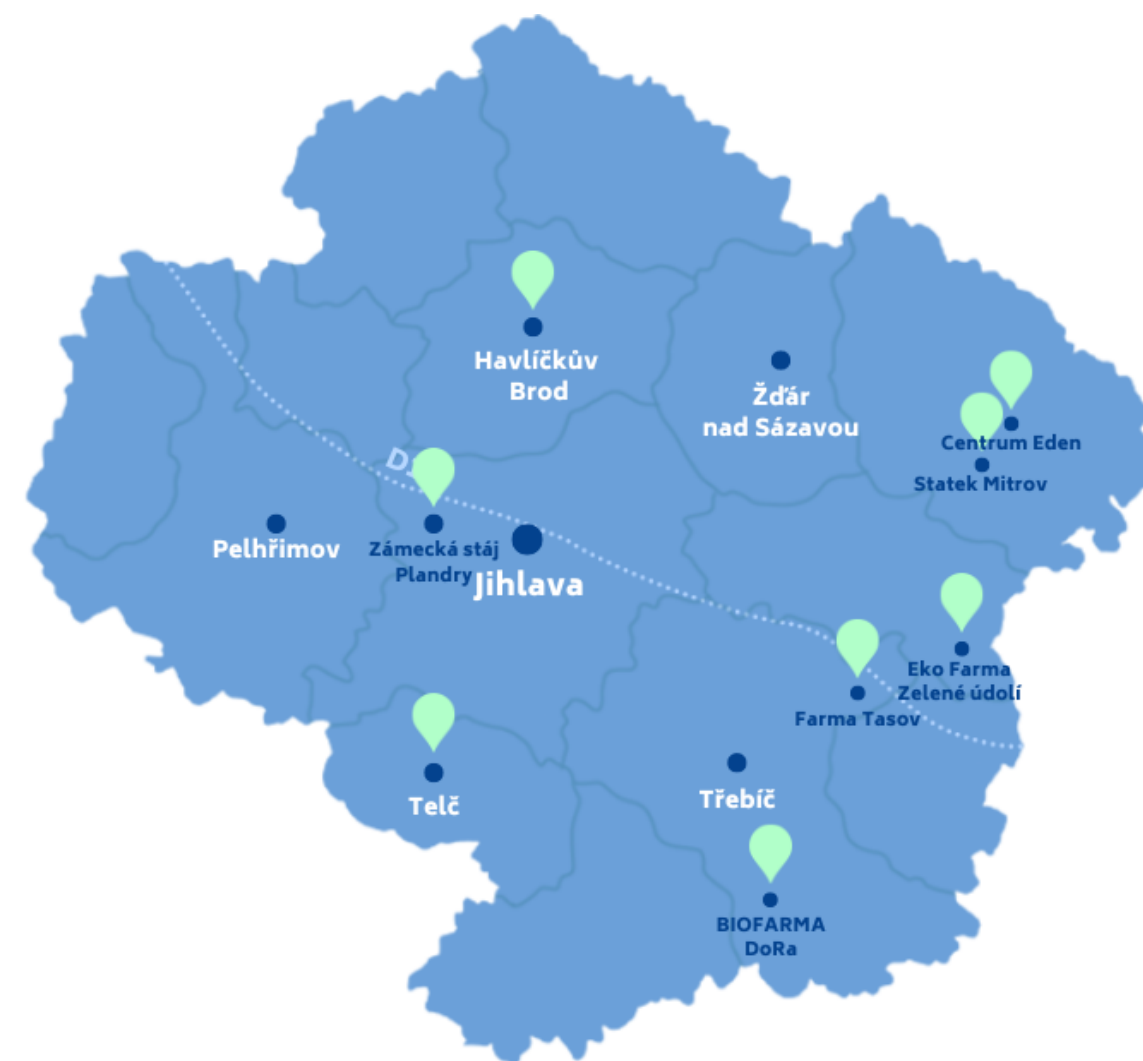 Havlíčkův
Brod
Žďár
nad Sázavou
Centrum Eden
Statek Mitrov
Pelhřimov
Zámecká stáj
Plandry
Jihlava
Eko Farma
Zelené údolí
Farma Tasov
Telč
Třebíč
BIOFARMA
DoRa